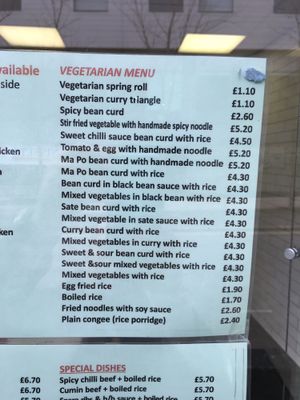 vailable
side
icken
n
ken
VEGETARIAN MENU
Vegetarian spring roll £1.10
Vegetarian curry triangle £1.10
Spicy bean curd £2.60
Stir fried vegetable with handmade spicy noodle £5.20
Sweet chilli sauce bean curd with rice £4.50
Tomato & egg with handmade noodle £5.20
Ma Po bean curd with handmade noodle £5.20
Ma Po bean curd with rice £4.30
Bean curd in black bean sauce with rice £4.30
Mixed vegetables in black bean with rice £4.30
Sate bean curd with rice £4.30
Mixed vegetable in sate sauce with rice £4.30
Curry bean curd with rice £4.30
Mixed vegetables in curry with rice £4.30
Sweet & sour bean curd with rice £4.30
Sweet &sour mixed vegetables with rice £4.30
Mixed vegetables with rice £4.30
Egg fried rice £1.90
Boiled rice £1.70
Fried noodles with soy sauce £2.60
Plain congee (rice porridge) £2.40
SPECIAL DISHES
£6.70 Spicy chilli beef + boiled rice £5.70
£6.70 Cumin beef + boiled rice £5.70
£5.70